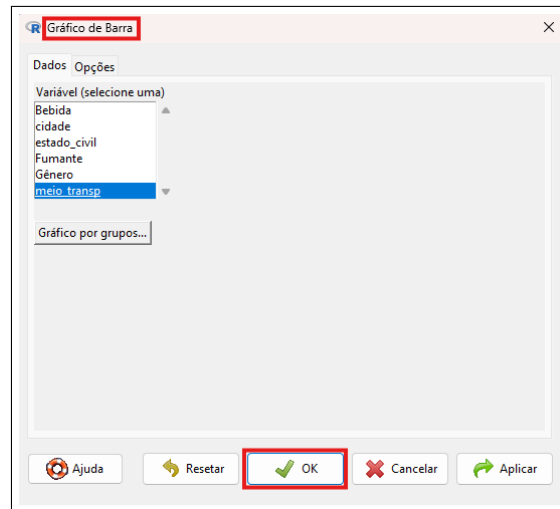 Gráfico de Barra
Dados Opções
Variável (selecione uma)
Bebida
cidade
estado_civil
Fumante
Gênero
meio_transp
Gráfico por grupos...
Ajuda Resetar OK Cancelar Aplicar